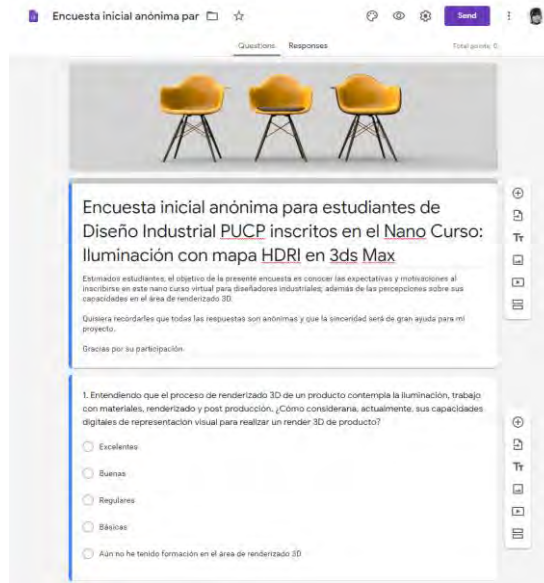 Encuesta inicial anónima par
Send
Questions Responses
Total points: 0
Encuesta inicial anónima para estudiantes de
Diseño Industrial PUCP inscritos en el Nano Curso:
Iluminación con mapa HDRI en 3ds Max
Estimados estudiantes, el objetivo de la presente encuesta es conocer las expectativas y motivaciones al
inscribirse en este nano curso virtual para diseñadores industriales; además de las percepciones sobre sus
capacidades en el área de renderizado 3D.
Quisiera recordarles que todas las respuestas son anónimas y que la sinceridad será de gran ayuda para mi
proyecto.
Gracias por su participación.
1. Entendiendo que el proceso de renderizado 3D de un producto contempla la iluminación, trabajo
con materiales, renderizado y post producción. ¿Cómo consideraría, actualmente, sus capacidades
digitales de representación visual para realizar un render 3D de producto?
Excelentes
Buenas
Regulares
Básicas
Aún no he tenido formación en el área de renderizado 3D